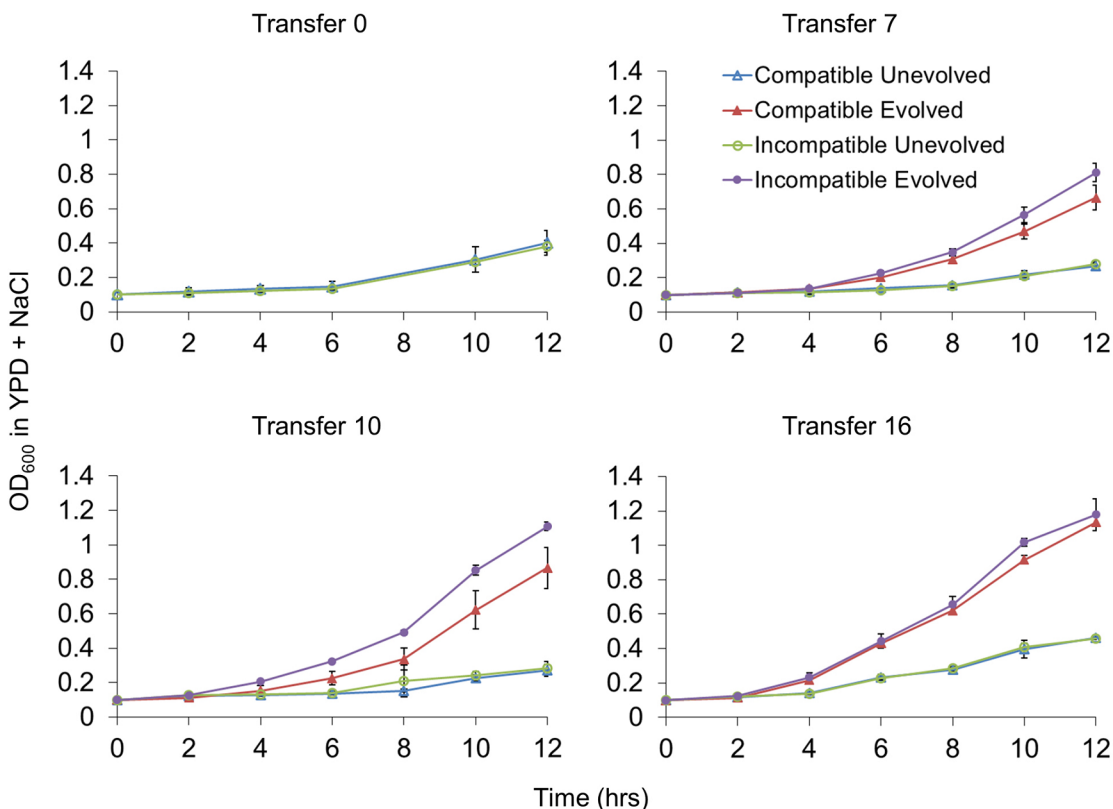 Transfer 0
1.4
1.2
1
0.8
0.6
0.4
0.2
0
0 2 4 6 8 10 12
Transfer 7
1.4
1.2
1
0.8
0.6
0.4
0.2
0
0 2 4 6 8 10 12
Compatible Unevolved
Compatible Evolved
Incompatible Unevolved
Incompatible Evolved
OD600 in YPD + NaCl
Transfer 10
1.4
1.2
1
0.8
0.6
0.4
0.2
0
0 2 4 6 8 10 12
Transfer 16
1.4
1.2
1
0.8
0.6
0.4
0.2
0
0 2 4 6 8 10 12
Time (hrs)